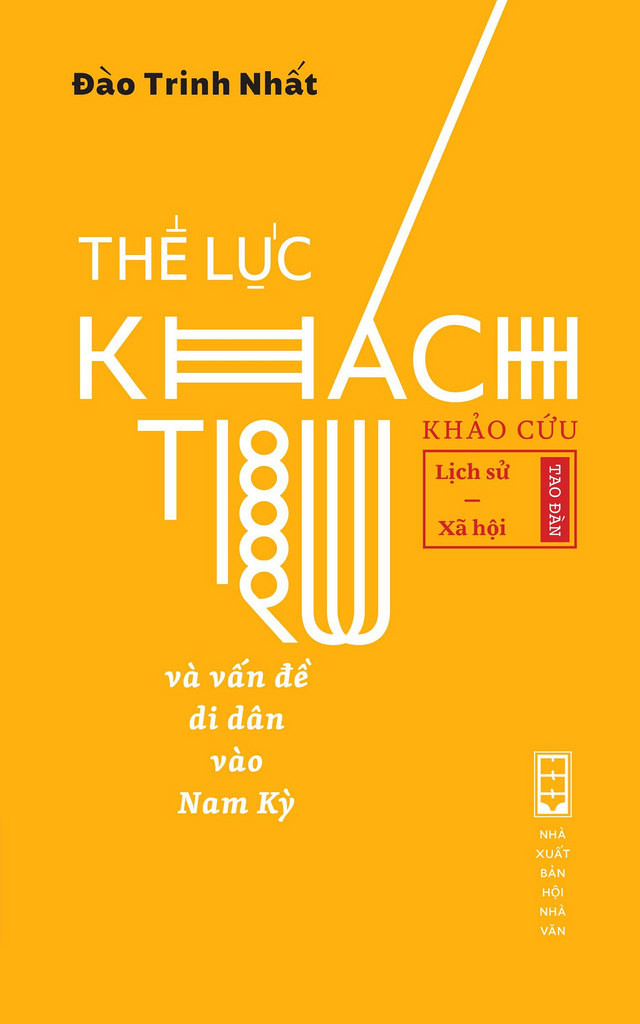 Đào Trinh Nhất
THẾ LỰC
KHÁCH
TRÚ
KHẢO CỨU
Lịch sử
–
Xã hội
TAO ĐÀN
và vấn đề
di dân
vào
Nam Kỳ
NHÀ
XUẤT
BẢN
HỘI
NHÀ
VĂN